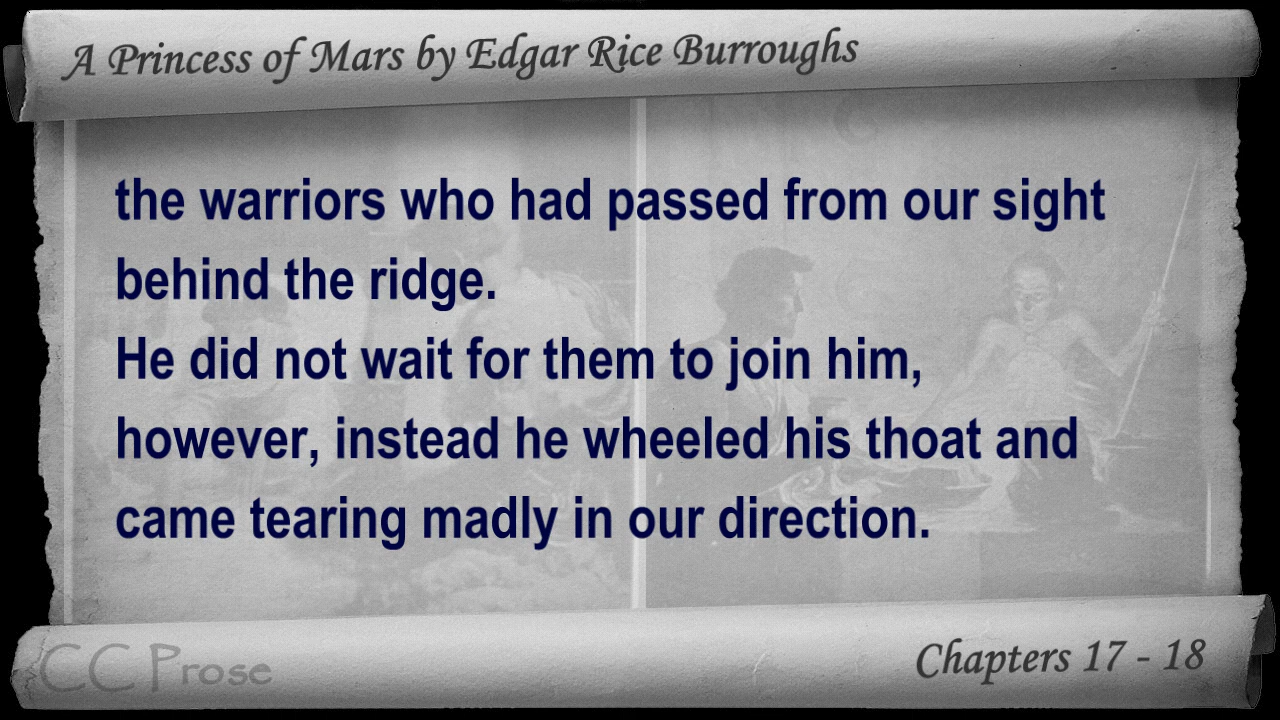 A Princess of Mars by Edgar Rice Burroughs
the warriors who had passed from our sight
behind the ridge.
He did not wait for them to join him,
however, instead he wheeled his thoat and
came tearing madly in our direction.
CC Prose
Chapters 17 - 18